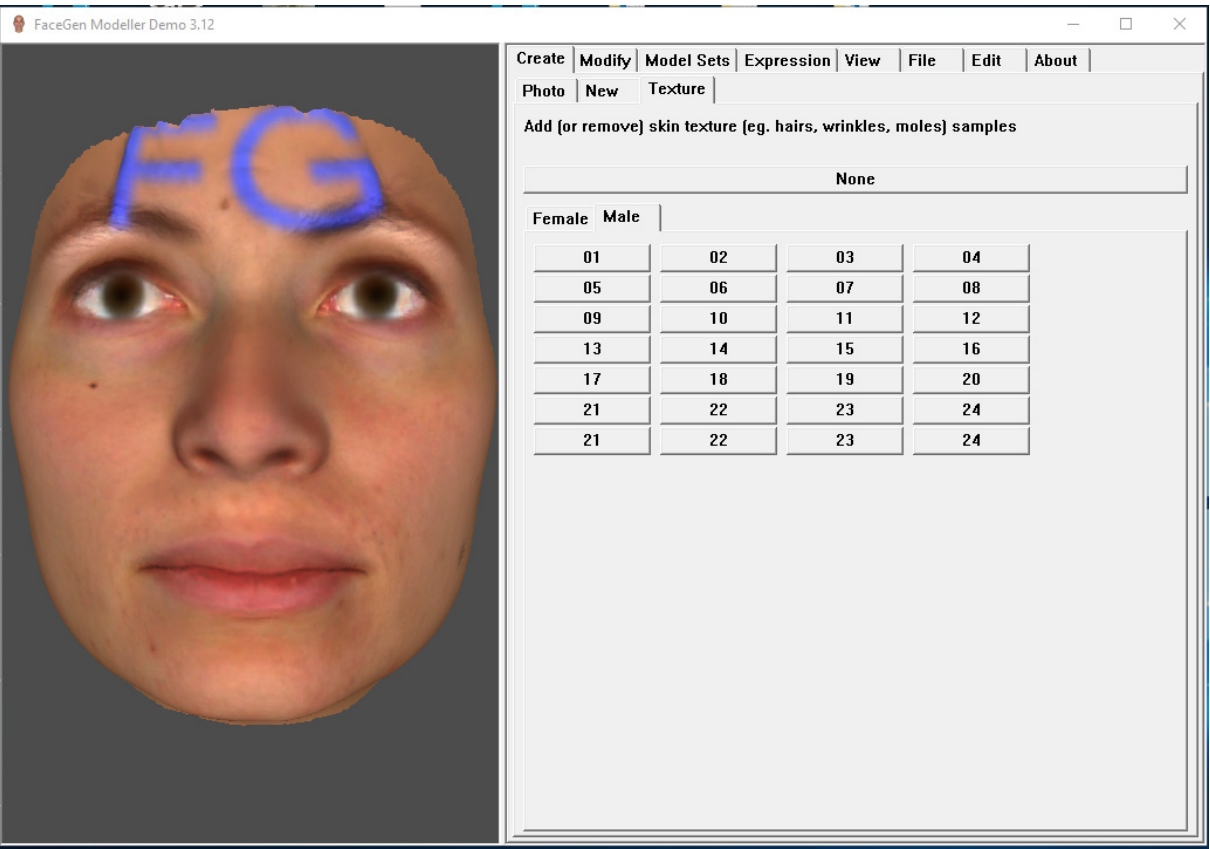 FaceGen Modeller Demo 3.12
Create Modify Model Sets Expression View File Edit About
Photo New Texture
Add (or remove) skin texture (eg. hairs, wrinkles, moles) samples
None
Female Male
01 02 03 04
05 06 07 08
09 10 11 12
13 14 15 16
17 18 19 20
21 22 23 24
21 22 23 24
FG